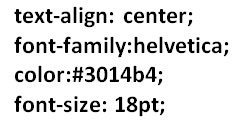 text-align: center;
font-family:helvetica;
color:#3014b4;
font-size: 18pt;